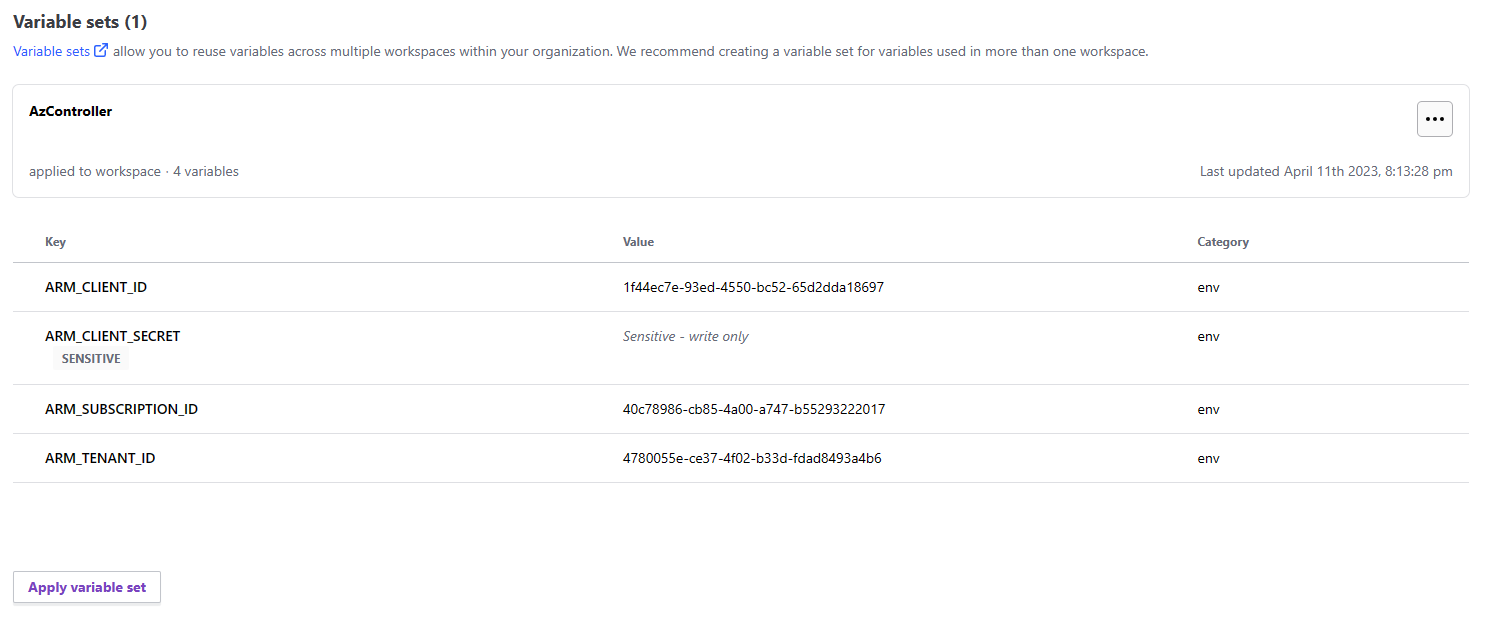 Variable sets (1)
Variable sets allow you to reuse variables across multiple workspaces within your organization. We recommend creating a variable set for variables used in more than one workspace.
AzController
applied to workspace · 4 variables Last updated April 11th 2023, 8:13:28 pm
Key Value Category
ARM_CLIENT_ID 1f44ec7e-93ed-4550-bc52-65d2dda18697 env
ARM_CLIENT_SECRET Sensitive - write only env
SENSITIVE
ARM_SUBSCRIPTION_ID 40c78986-cb85-4a00-a747-b55293222017 env
ARM_TENANT_ID 4780055e-ce37-4f02-b33d-fdad8493a4b6 env
Apply variable set